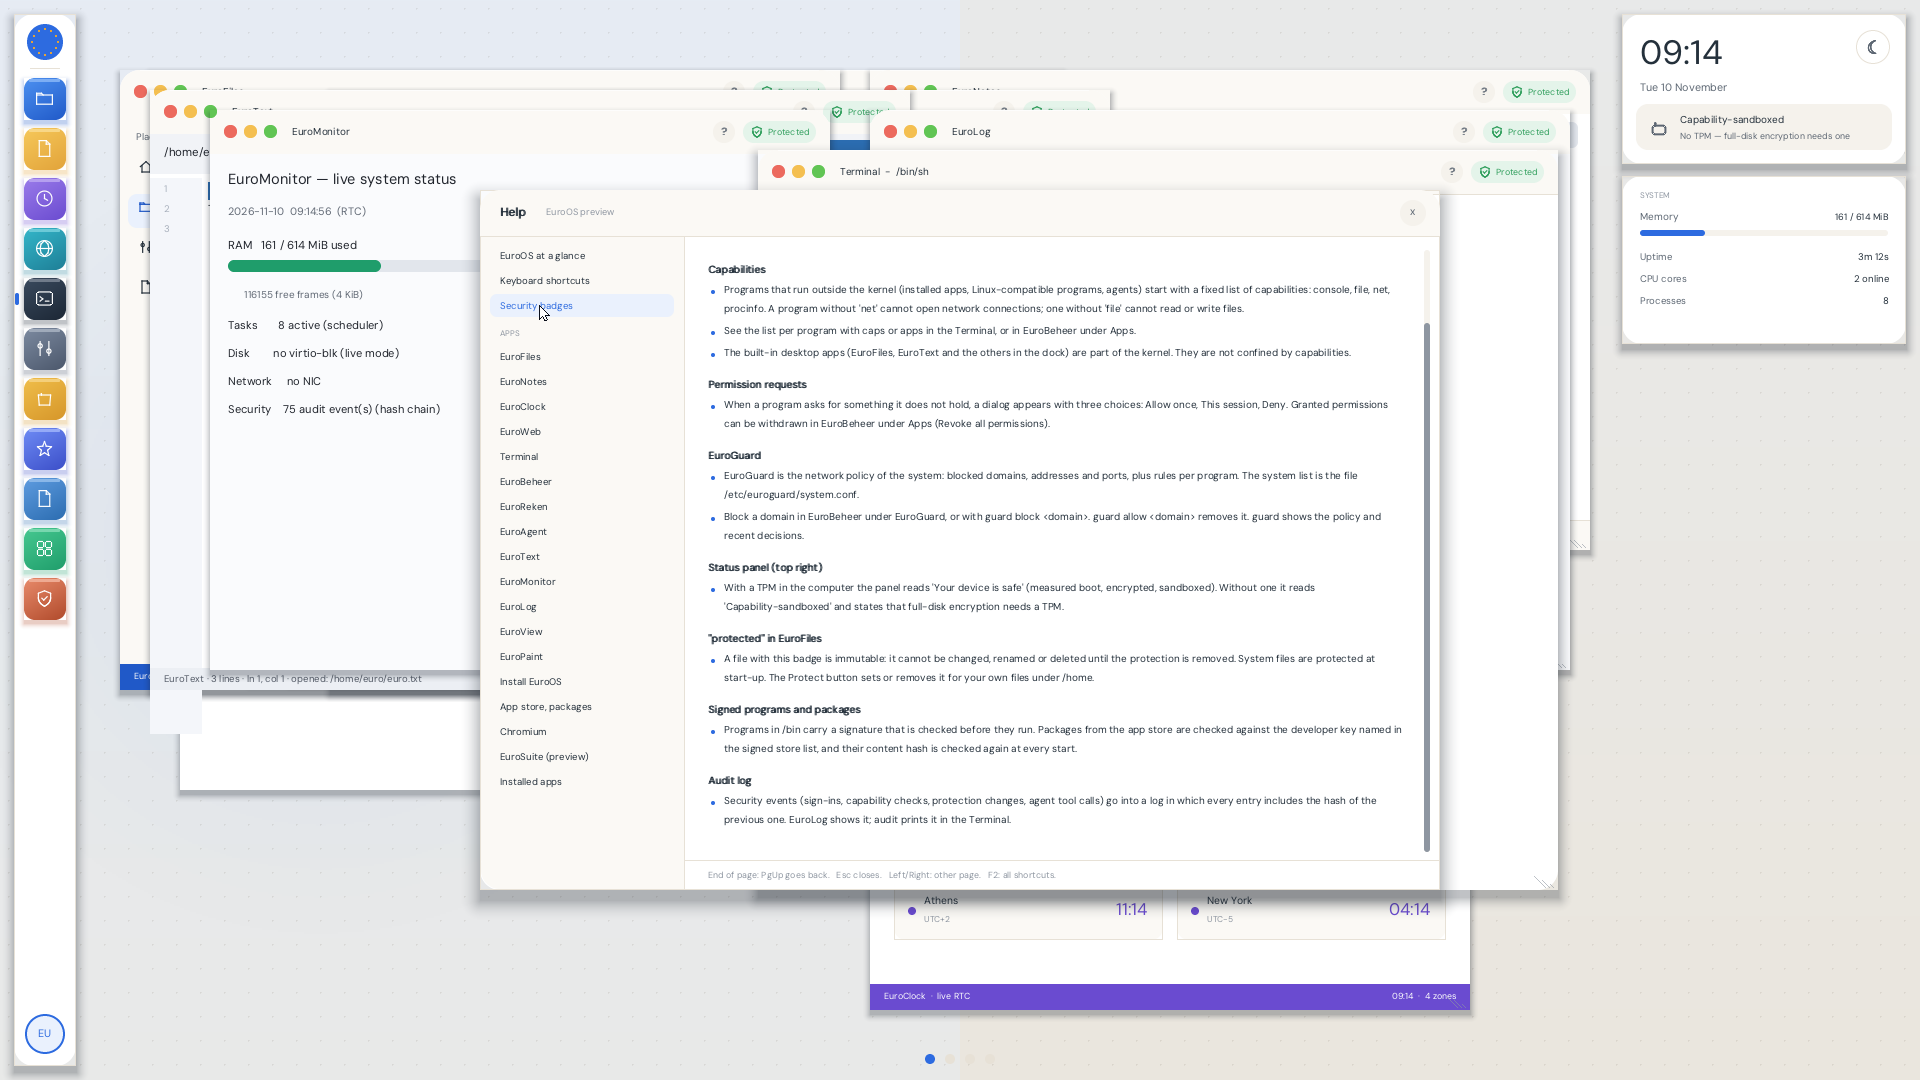 EuroFiles
?
Protected
EuroNotes
?
Protected
EuroText
?
Protected
?
Protected
EuroMonitor
?
Protected
EuroLog
?
Protected
Terminal - /bin/sh
?
Protected
/home/e
1
2
3
EuroMonitor — live system status
2026-11-10 09:14:56 (RTC)
RAM 161 / 614 MiB used
116155 free frames (4 KiB)
Tasks 8 active (scheduler)
Disk no virtio-blk (live mode)
Network no NIC
Security 75 audit event(s) (hash chain)
EuroText · 3 lines · ln 1, col 1 · opened: /home/euro/euro.txt
Help EuroOS preview
x
EuroOS at a glance
Keyboard shortcuts
Security badges
APPS
EuroFiles
EuroNotes
EuroClock
EuroWeb
Terminal
EuroBeheer
EuroReken
EuroAgent
EuroText
EuroMonitor
EuroLog
EuroView
EuroPaint
Install EuroOS
App store, packages
Chromium
EuroSuite (preview)
Installed apps
Capabilities
Programs that run outside the kernel (installed apps, Linux-compatible programs, agents) start with a fixed list of capabilities: console, file, net,
procinfo. A program without 'net' cannot open network connections; one without 'file' cannot read or write files.
See the list per program with caps or apps in the Terminal, or in EuroBeheer under Apps.
The built-in desktop apps (EuroFiles, EuroText and the others in the dock) are part of the kernel. They are not confined by capabilities.
Permission requests
When a program asks for something it does not hold, a dialog appears with three choices: Allow once, This session, Deny. Granted permissions
can be withdrawn in EuroBeheer under Apps (Revoke all permissions).
EuroGuard
EuroGuard is the network policy of the system: blocked domains, addresses and ports, plus rules per program. The system list is the file
/etc/euroguard/system.conf.
Block a domain in EuroBeheer under EuroGuard, or with guard block <domain>. guard allow <domain> removes it. guard shows the policy and
recent decisions.
Status panel (top right)
With a TPM in the computer the panel reads 'Your device is safe' (measured boot, encrypted, sandboxed). Without one it reads
'Capability-sandboxed' and states that full-disk encryption needs a TPM.
"protected" in EuroFiles
A file with this badge is immutable: it cannot be changed, renamed or deleted until the protection is removed. System files are protected at
start-up. The Protect button sets or removes it for your own files under /home.
Signed programs and packages
Programs in /bin carry a signature that is checked before they run. Packages from the app store are checked against the developer key named in
the signed store list, and their content hash is checked again at every start.
Audit log
Security events (sign-ins, capability checks, protection changes, agent tool calls) go into a log in which every entry includes the hash of the
previous one. EuroLog shows it; audit prints it in the Terminal.
End of page: PgUp goes back. Esc closes. Left/Right: other page. F2: all shortcuts.
Athens
UTC+2
11:14
New York
UTC-5
04:14
EuroClock · live RTC
09:14 · 4 zones
09:14
Tue 10 November
Capability-sandboxed
No TPM — full-disk encryption needs one
SYSTEM
Memory 161 / 614 MiB
Uptime 3m 12s
CPU cores 2 online
Processes 8
EU